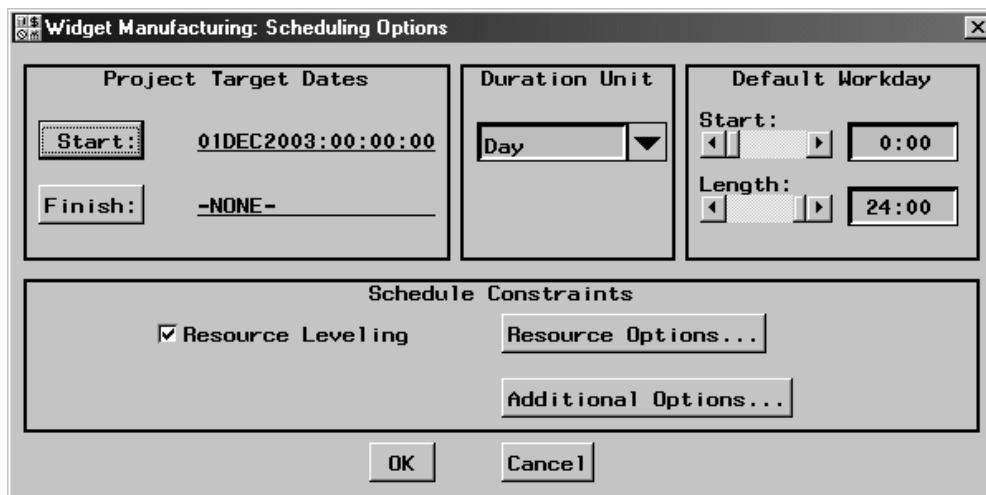 Widget Manufacturing: Scheduling Options
Project Target Dates
Start: 01DEC2003:00:00:00
Finish: -NONE-
Duration Unit
Day
Default Workday
Start:
0:00
Length:
24:00
Schedule Constraints
Resource Leveling
Resource Options...
Additional Options...
OK
Cancel